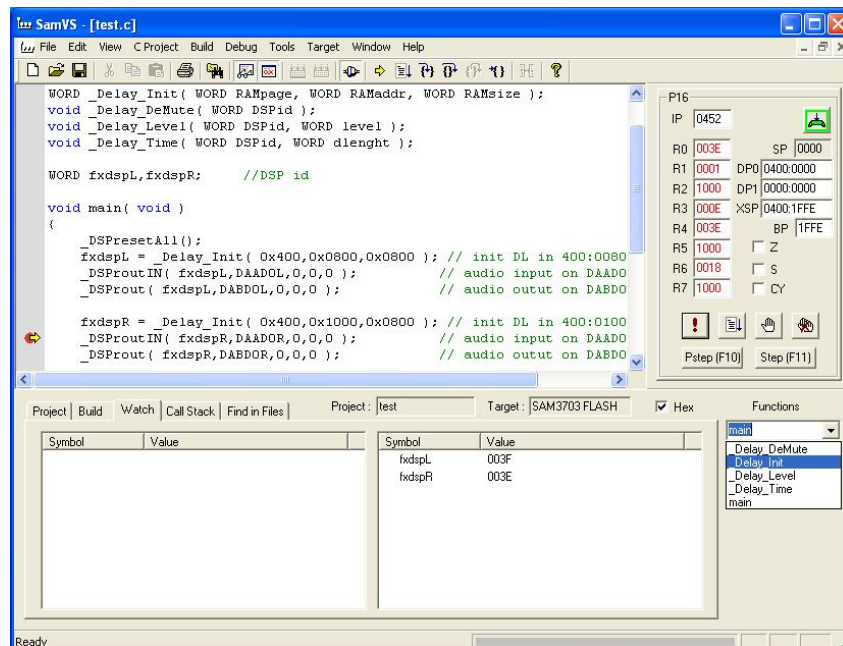 SamVS - [test.c]
File Edit View C Project Build Debug Tools Target Window Help
WORD _Delay_Init( WORD RAMpage, WORD RAMaddr, WORD RAMsize );
void _Delay_DeMute( WORD DSPid );
void _Delay_Level( WORD DSPid, WORD level );
void _Delay_Time( WORD DSPid, WORD dlenght );
WORD fxdspL,fxdspR; //DSP id
void main( void )
{
_DSPresetAll();
fxdspL = _Delay_Init( 0x400,0x0800,0x0800 ); // init DL in 400:0080
_DSProutIN( fxdspL,DAADOL,0,0,0 ); // audio input on DAADO
_DSProut( fxdspL,DABDOL,0,0,0 ); // audio outut on DABDO
fxdspR = _Delay_Init( 0x400,0x1000,0x0800 ); // init DL in 400:0100
_DSProutIN( fxdspR,DAADOR,0,0,0 ); // audio input on DAADO
_DSProut( fxdspR,DABDOR,0,0,0 ); // audio outut on DABDO
P16
IP 0452
R0 003E SP 0000
R1 0001 DP0 0400:0000
R2 1000 DP1 0000:0000
R3 000E XSP 0400:1FFE
R4 003E BP 1FFE
R5 1000 Z
R6 0018 S
R7 1000 CY
Pstep (F10) Step (F11)
Project Build Watch Call Stack Find in Files Project : test Target : SAM3703 FLASH Hex Functions
Symbol Value Symbol Value
fxdspL 003F
fxdspR 003E
main
_Delay_DeMute
_Delay_Init
_Delay_Level
_Delay_Time
main
Ready